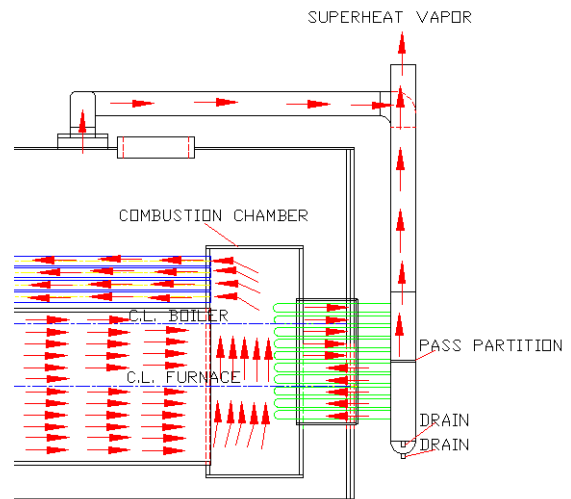 SUPERHEAT VAPOR
COMBUSTION CHAMBER
C.L. BOILER
PASS PARTITION
C.L. FURNACE
DRAIN
DRAIN